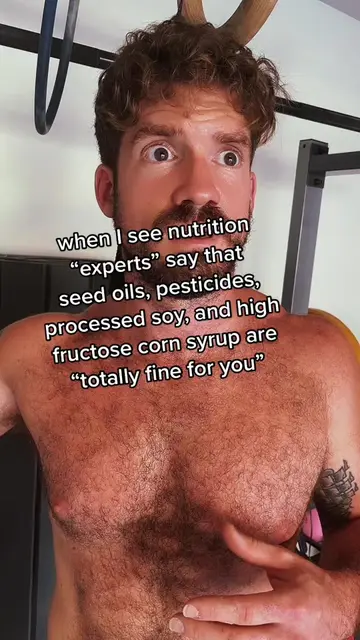 when I see nutrition
“experts” say that
seed oils, pesticides,
processed soy, and high
fructose corn syrup are
“totally fine for you”